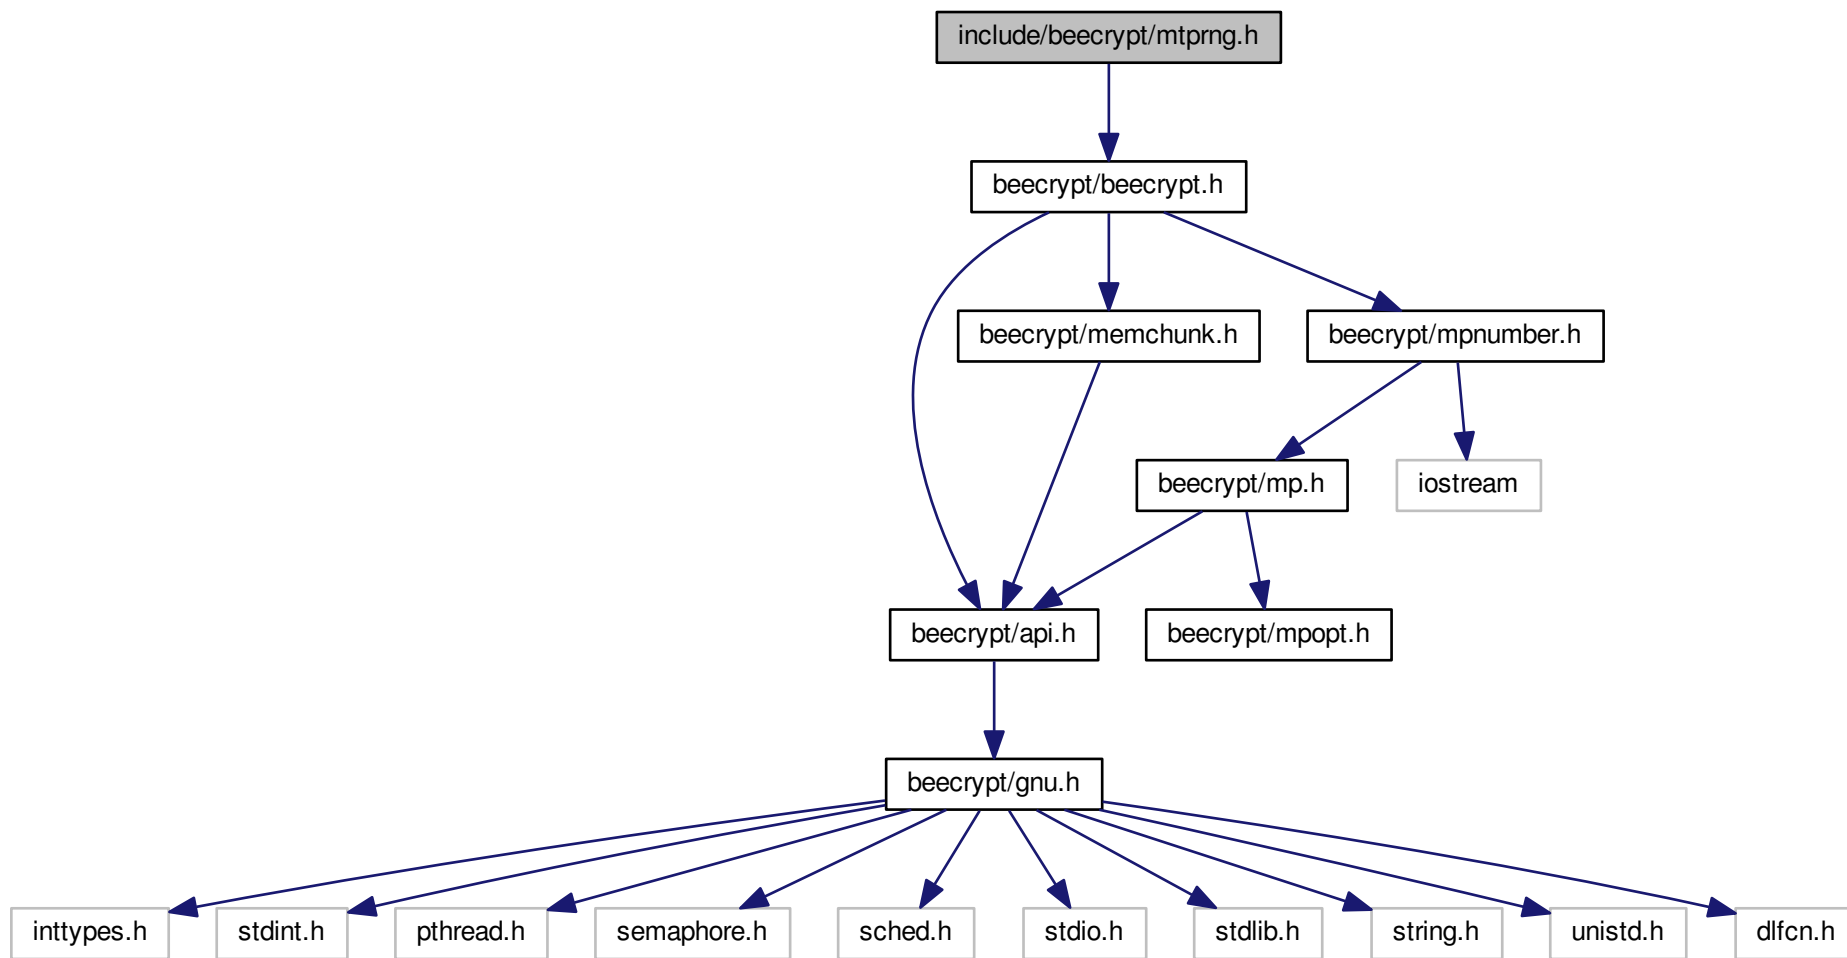 include/beecrypt/mtprng.h
beecrypt/beecrypt.h
beecrypt/memchunk.h
beecrypt/mpnumber.h
beecrypt/mp.h
iostream
beecrypt/api.h
beecrypt/mpopt.h
beecrypt/gnu.h
inttypes.h
stdint.h
pthread.h
semaphore.h
sched.h
stdio.h
stdlib.h
string.h
unistd.h
dlfcn.h